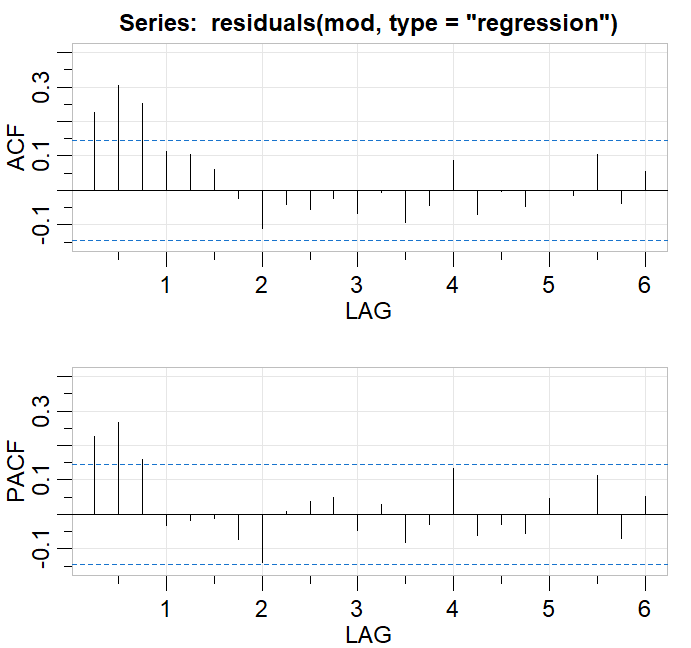 Series:  residuals(mod, type = "regression")
ACF
0.3
0.1
-0.1
1 2 3 4 5 6
LAG
PACF
0.3
0.1
-0.1
1 2 3 4 5 6
LAG